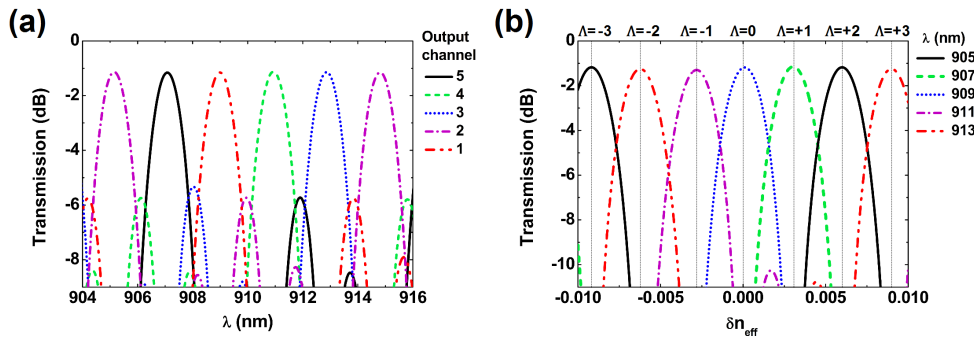 (a)
Output
channel
5
4
3
2
1
0
-2
-4
-6
-8
Transmission (dB)
904 906 908 910 912 914 916
λ (nm)
(b)
Λ= -3 Λ= -2 Λ= -1 Λ=0 Λ=+1 Λ=+2 Λ=+3
λ (nm)
905
907
909
911
913
0
-2
-4
-6
-8
-10
Transmission (dB)
-0.010 -0.005 0.000 0.005 0.010
δneff